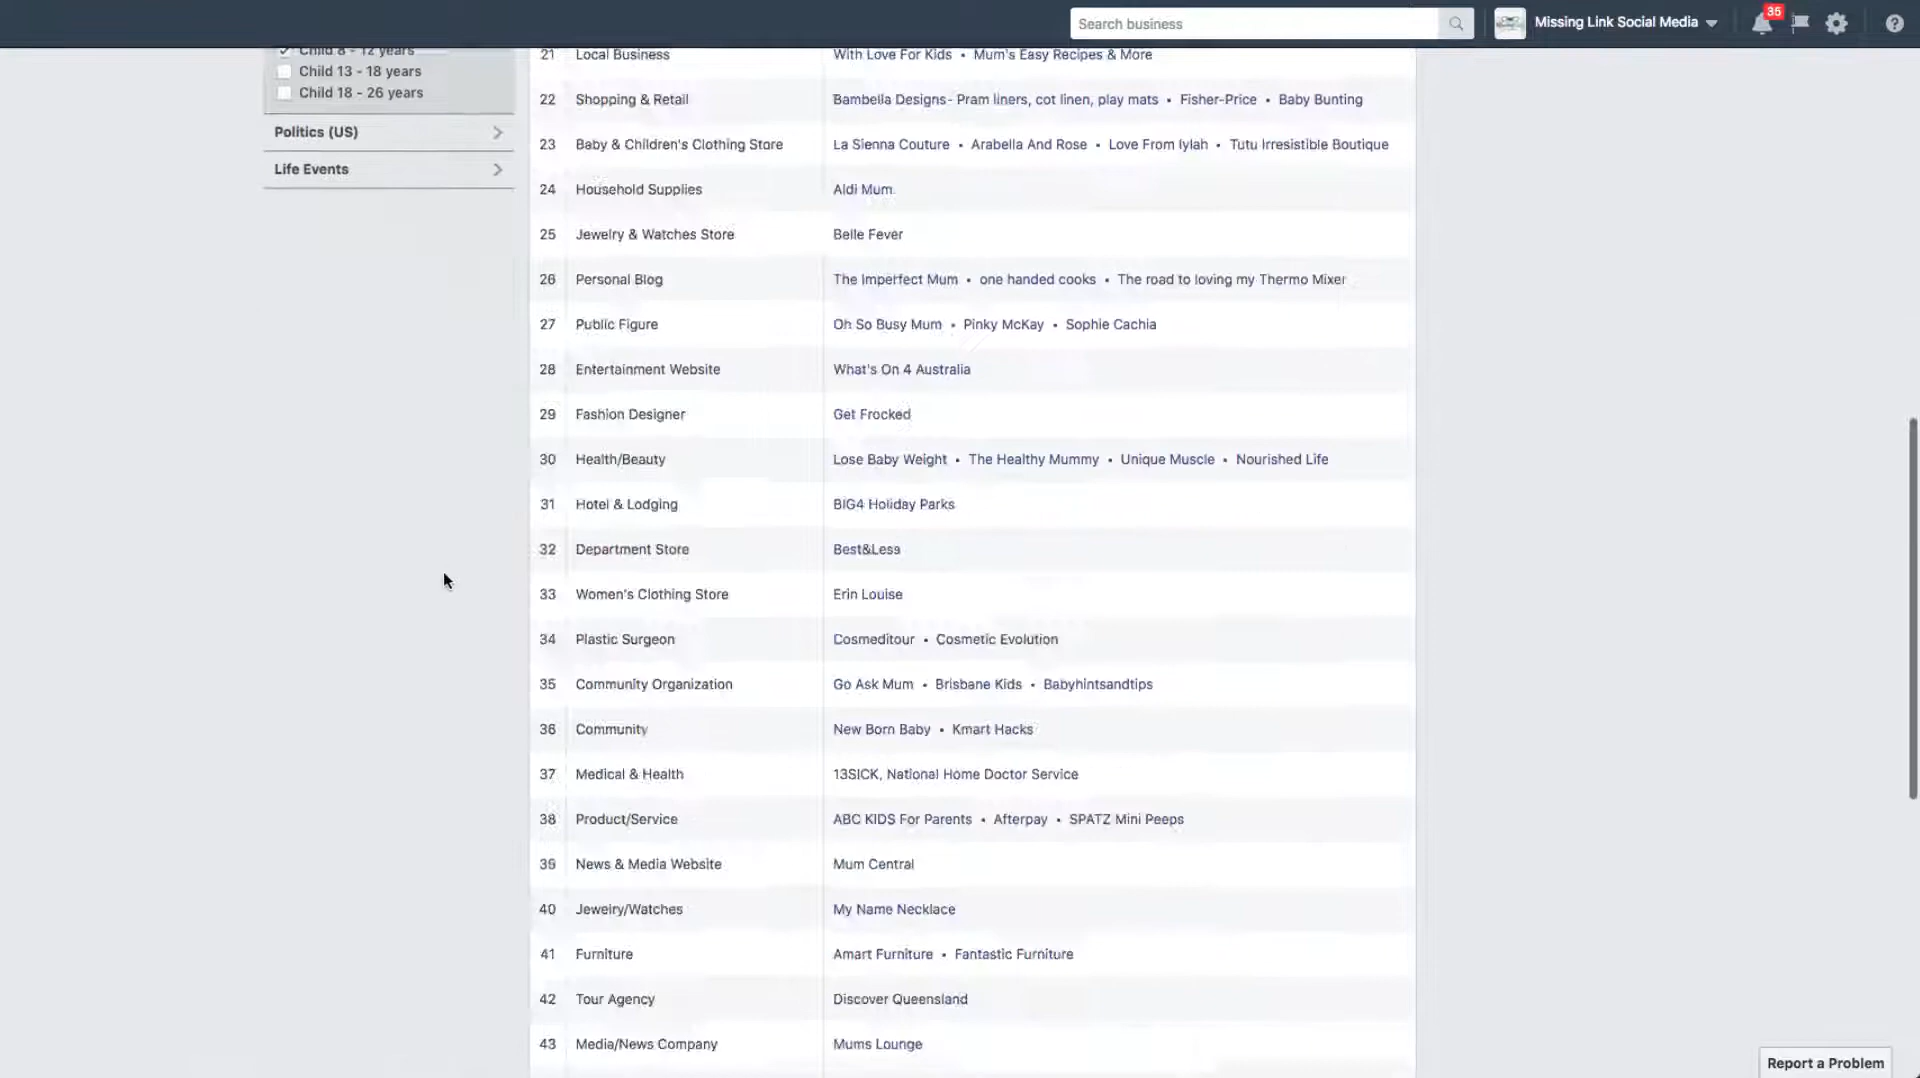 Search business
Missing Link Social Media
35
Child 8 - 12 years
Child 13 - 18 years
Child 18 - 26 years
Politics (US)
Life Events
21 Local Business With Love For Kids • Mum's Easy Recipes & More
22 Shopping & Retail Bambella Designs- Pram liners, cot linen, play mats • Fisher-Price • Baby Bunting
23 Baby & Children's Clothing Store La Sienna Couture • Arabella And Rose • Love From Iylah • Tutu Irresistible Boutique
24 Household Supplies Aldi Mum
25 Jewelry & Watches Store Belle Fever
26 Personal Blog The Imperfect Mum • one handed cooks • The road to loving my Thermo Mixer
27 Public Figure Oh So Busy Mum • Pinky McKay • Sophie Cachia
28 Entertainment Website What's On 4 Australia
29 Fashion Designer Get Frocked
30 Health/Beauty Lose Baby Weight • The Healthy Mummy • Unique Muscle • Nourished Life
31 Hotel & Lodging BIG4 Holiday Parks
32 Department Store Best&Less
33 Women's Clothing Store Erin Louise
34 Plastic Surgeon Cosmeditour • Cosmetic Evolution
35 Community Organization Go Ask Mum • Brisbane Kids • Babyhintsandtips
36 Community New Born Baby • Kmart Hacks
37 Medical & Health 13SICK, National Home Doctor Service
38 Product/Service ABC KIDS For Parents • Afterpay • SPATZ Mini Peeps
39 News & Media Website Mum Central
40 Jewelry/Watches My Name Necklace
41 Furniture Amart Furniture • Fantastic Furniture
42 Tour Agency Discover Queensland
43 Media/News Company Mums Lounge
Report a Problem